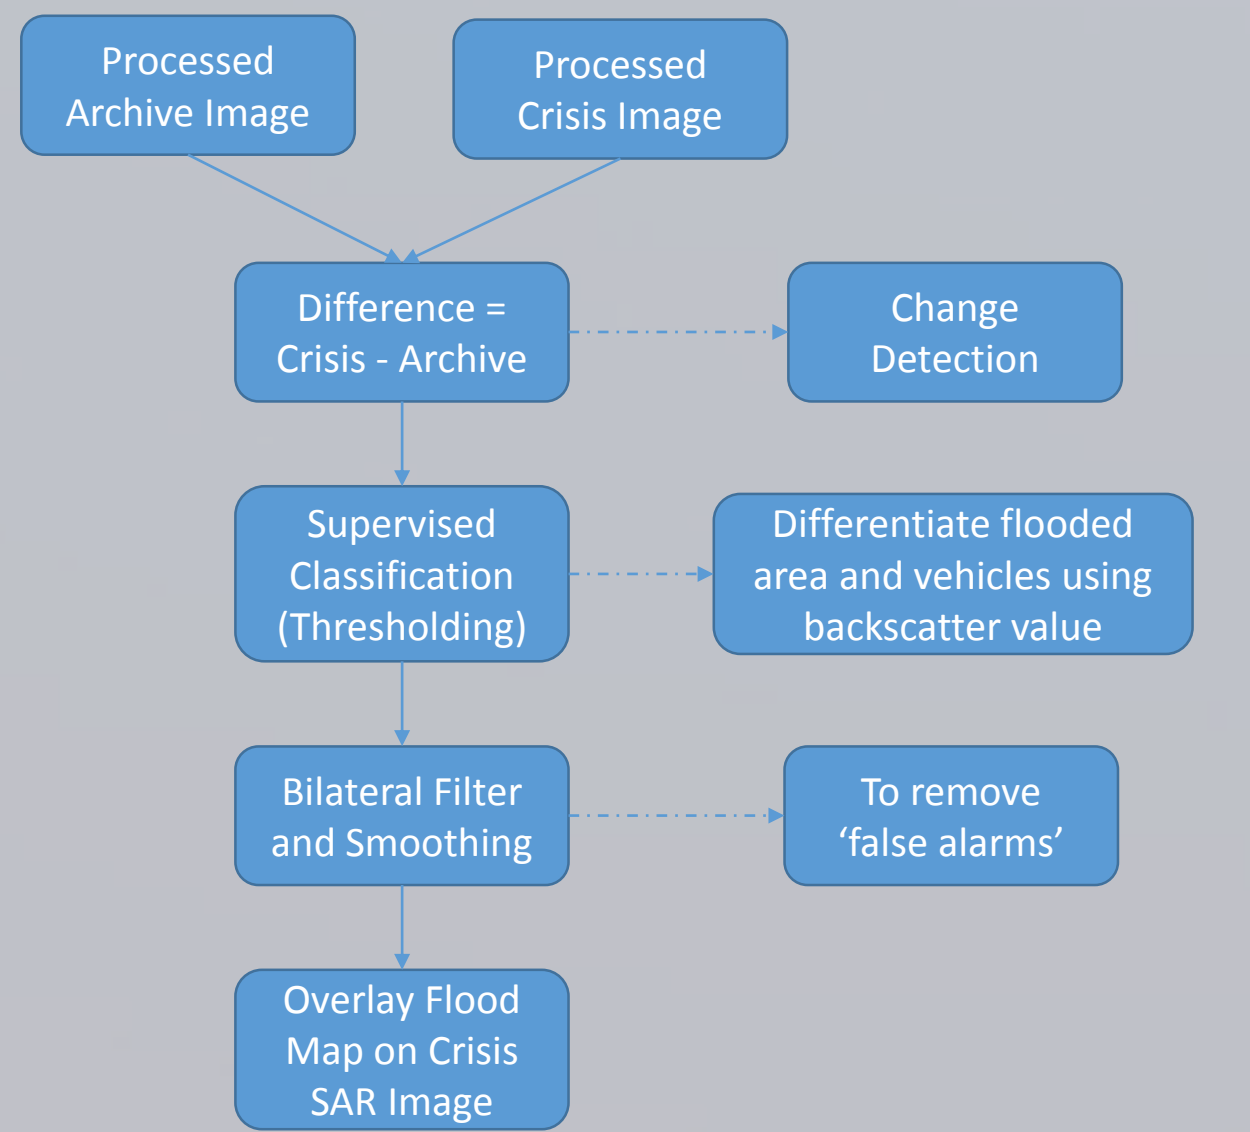 Processed
Archive Image
Processed
Crisis Image
Difference =
Crisis - Archive
Change
Detection
Supervised
Classification
(Thresholding)
Differentiate flooded
area and vehicles using
backscatter value
Bilateral Filter
and Smoothing
To remove
‘false alarms’
Overlay Flood
Map on Crisis
SAR Image